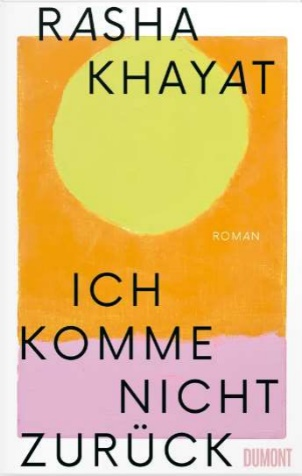 RASHA
KHAYAT
ROMAN
ICH
KOMME
NICHT
ZURÜCK
DUMONT